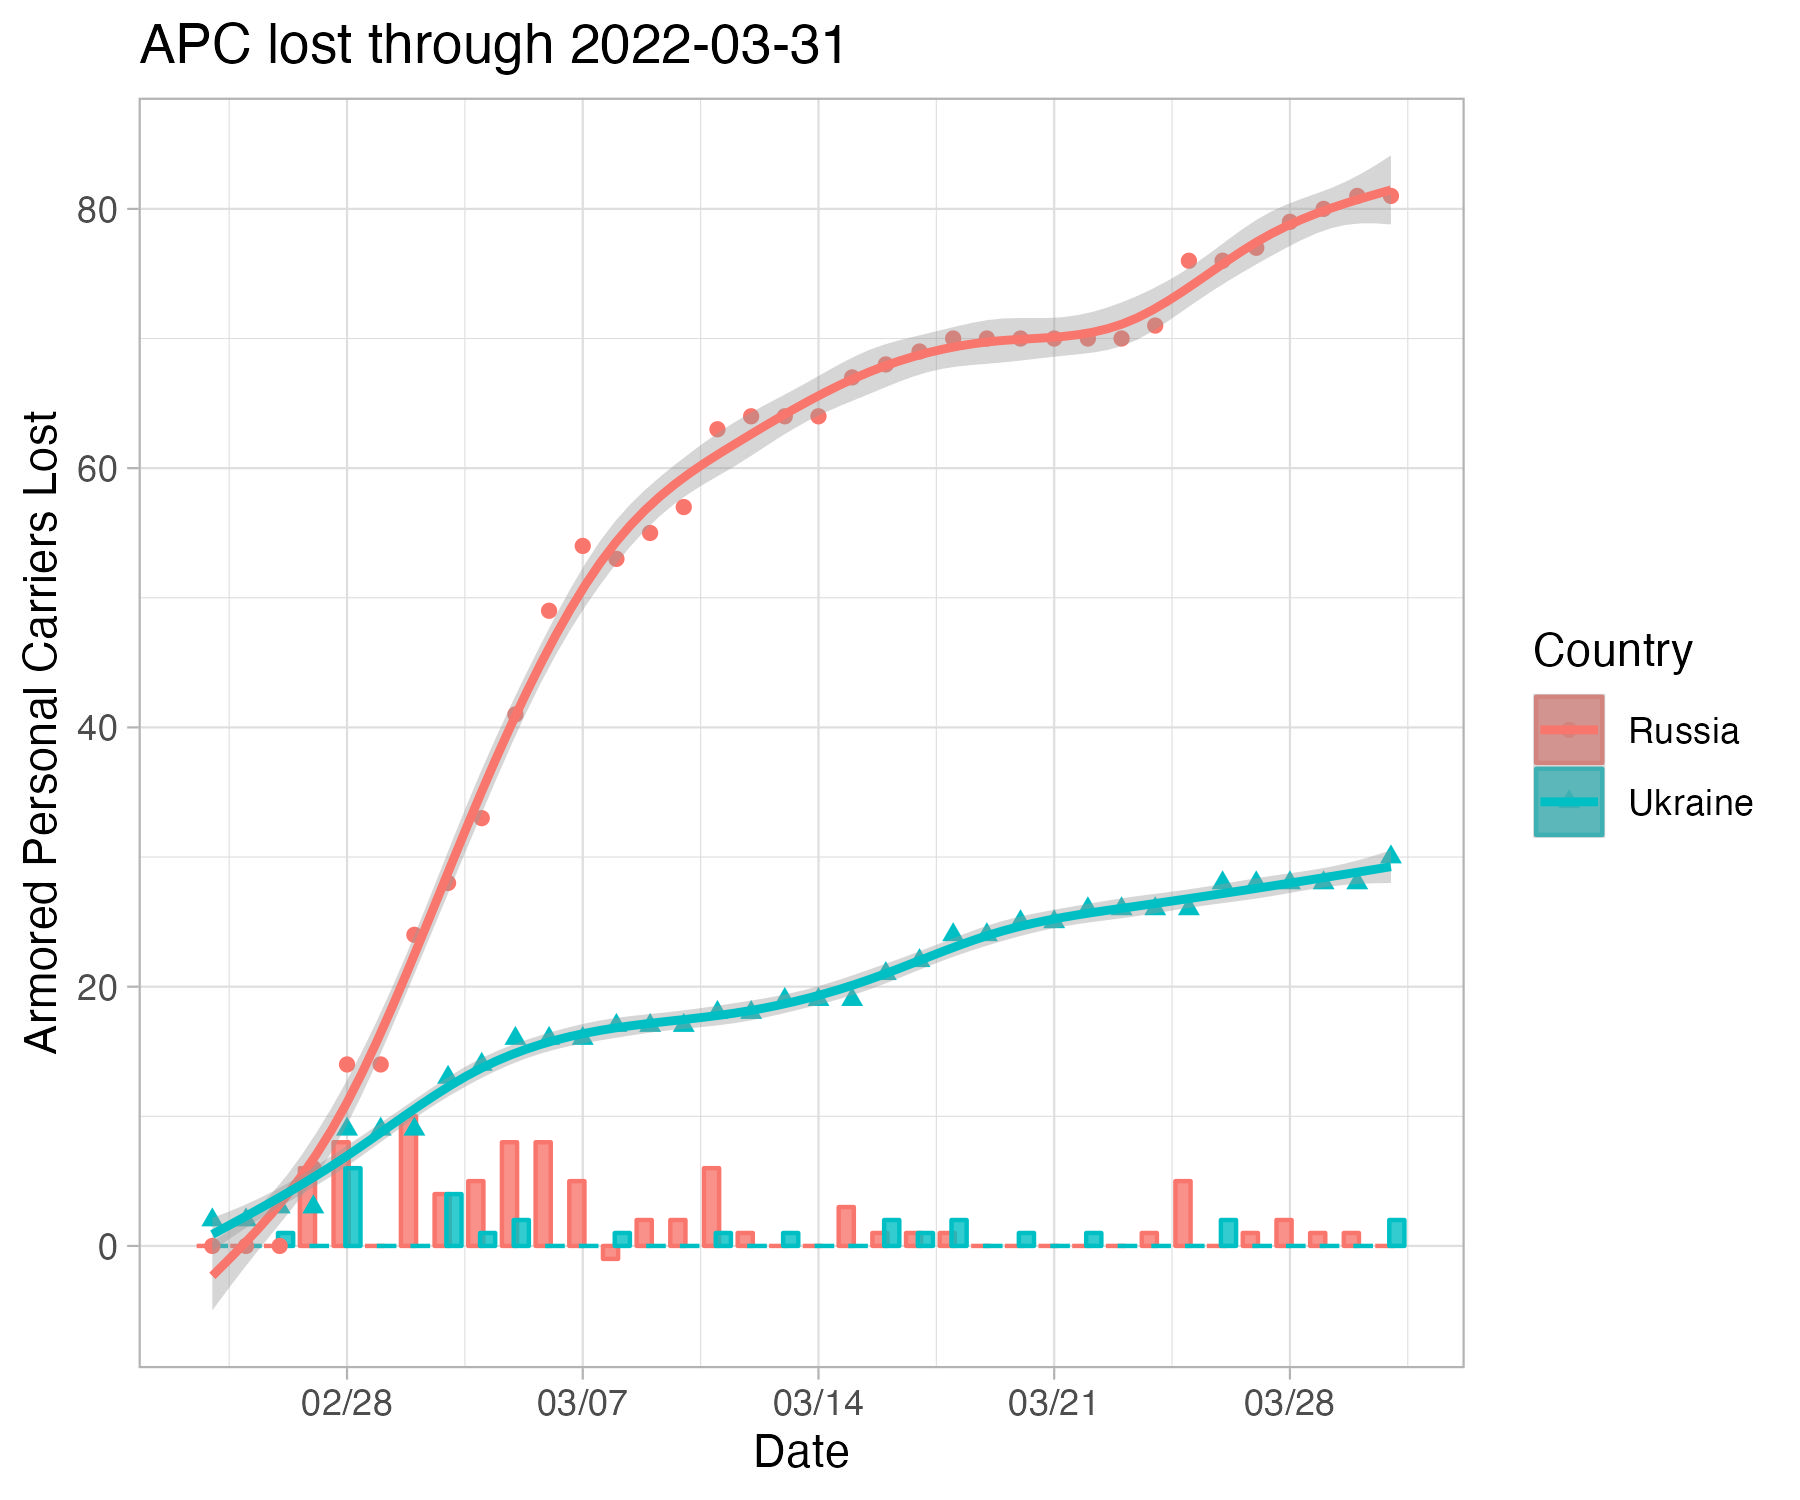 APC lost through 2022-03-31
Armored Personal Carriers Lost
80
60
40
20
0
02/28 03/07 03/14 03/21 03/28
Date
Country
Russia
Ukraine